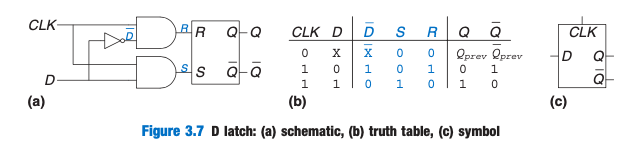 CLK
D
D̅
R
S
R Q Q
S Q̅ Q̅
(a)
CLK D D̅ S R Q Q̅
0 X X̅ 0 0 Qprev Q̅prev
1 0 1 0 1 0 1
1 1 0 1 0 1 0
(b)
CLK
D Q
Q̅
(c)
Figure 3.7 D latch: (a) schematic, (b) truth table, (c) symbol